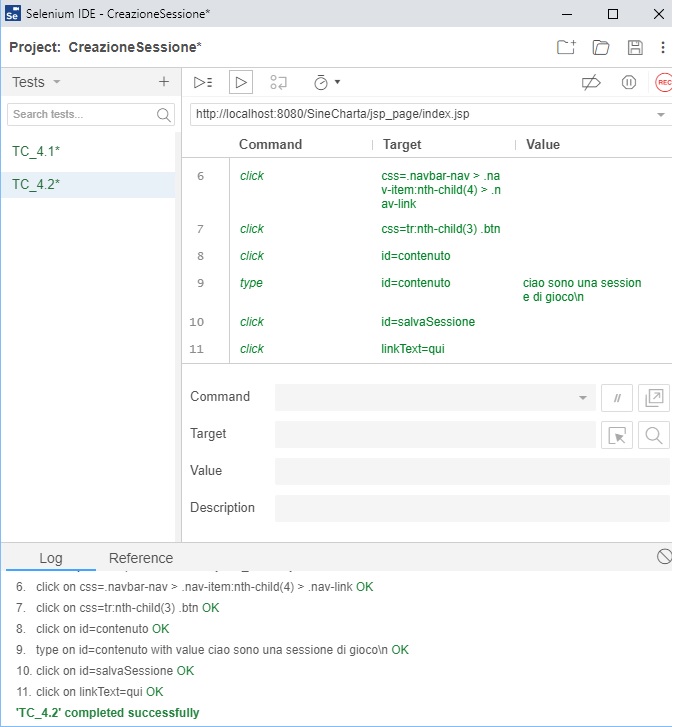 Se Selenium IDE - CreazioneSessione*
Project: CreazioneSessione*
Tests
Search tests...
TC_4.1*
TC_4.2*
REC
http://localhost:8080/SineCharta/jsp_page/index.jsp
Command Target Value
6 click css=.navbar-nav > .na
v-item:nth-child(4) > .n
av-link
7 click css=tr:nth-child(3) .btn
8 click id=contenuto
9 type id=contenuto ciao sono una session
e di gioco\n
10 click id=salvaSessione
11 click linkText=qui
Command //
Target
Value
Description
Log Reference
6. click on css=.navbar-nav > .nav-item:nth-child(4) > .nav-link OK
7. click on css=tr:nth-child(3) .btn OK
8. click on id=contenuto OK
9. type on id=contenuto with value ciao sono una sessione di gioco\n OK
10. click on id=salvaSessione OK
11. click on linkText=qui OK
'TC_4.2' completed successfully